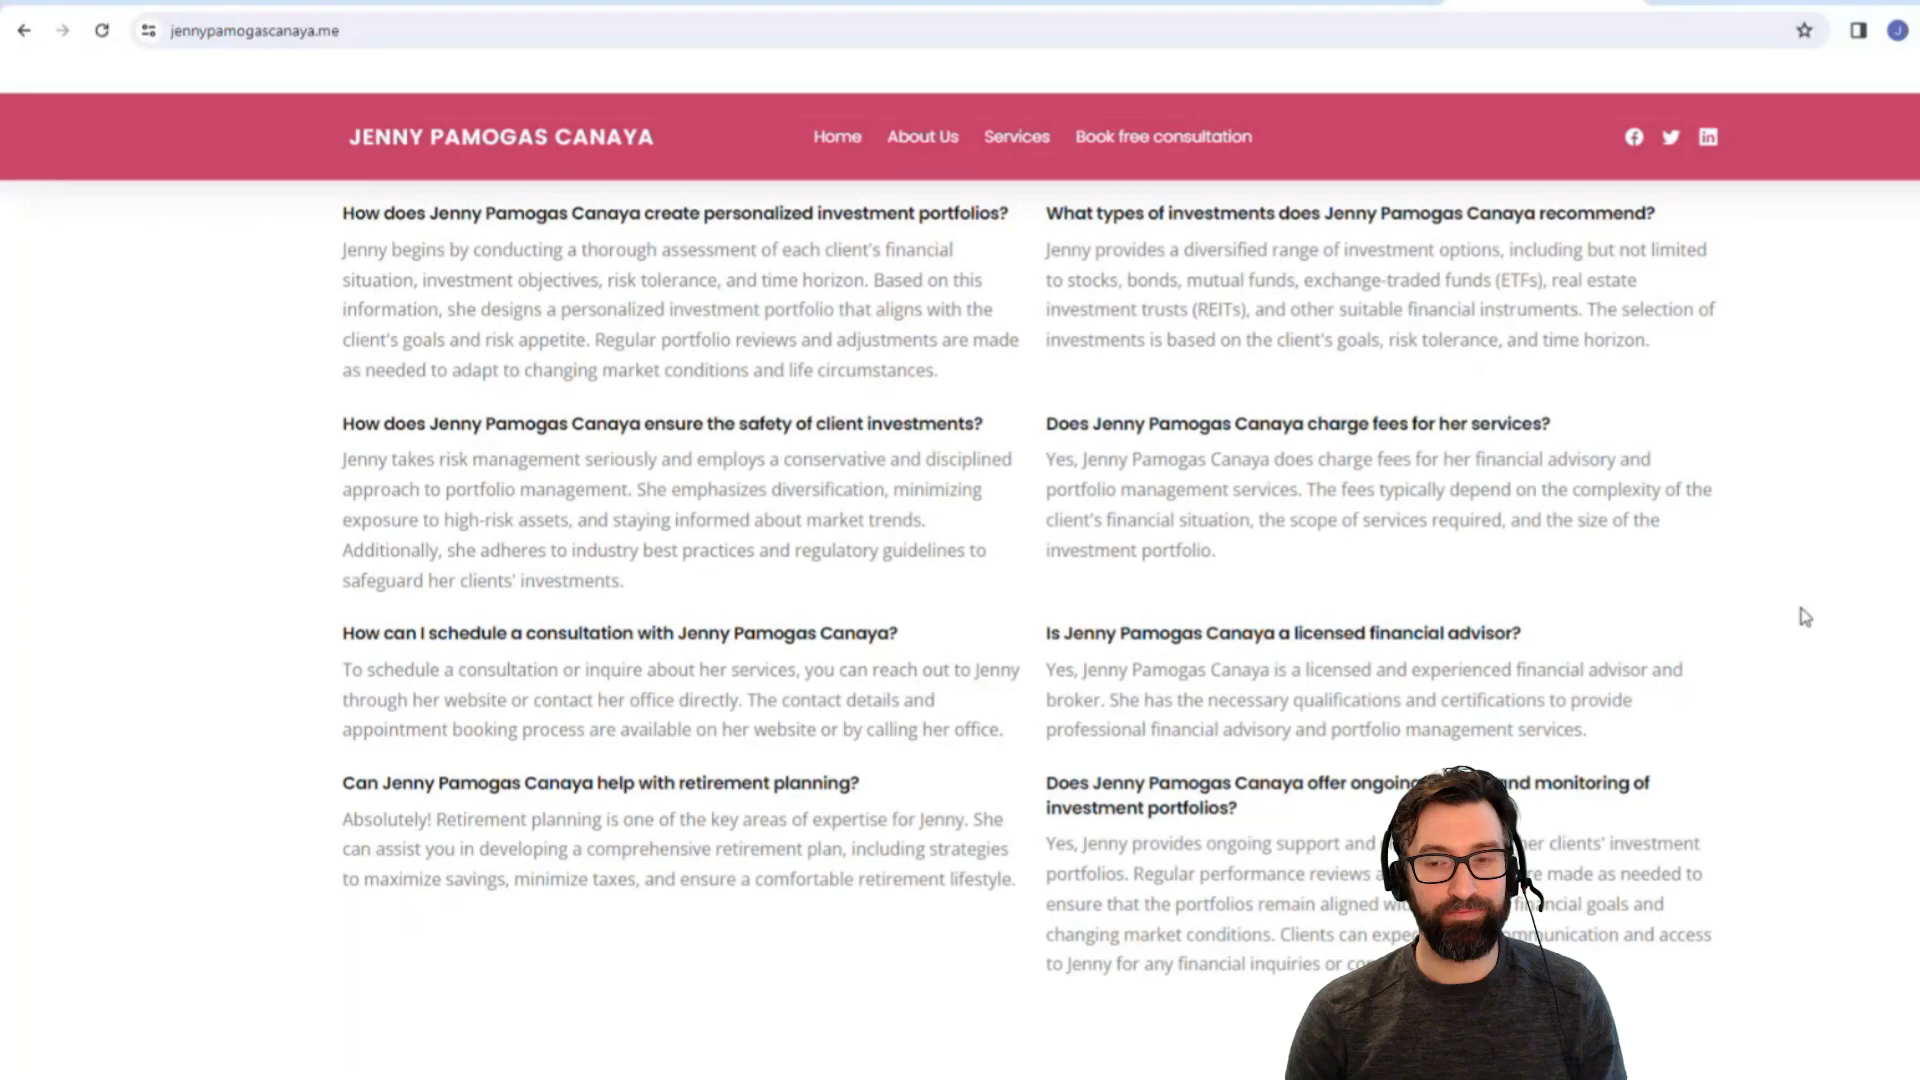 jennypamogascanaya.me
J
JENNY PAMOGAS CANAYA
Home
About Us
Services
Book free consultation
How does Jenny Pamogas Canaya create personalized investment portfolios?
Jenny begins by conducting a thorough assessment of each client's financial
situation, investment objectives, risk tolerance, and time horizon. Based on this
information, she designs a personalized investment portfolio that aligns with the
client's goals and risk appetite. Regular portfolio reviews and adjustments are made
as needed to adapt to changing market conditions and life circumstances.
What types of investments does Jenny Pamogas Canaya recommend?
Jenny provides a diversified range of investment options, including but not limited
to stocks, bonds, mutual funds, exchange-traded funds (ETFs), real estate
investment trusts (REITs), and other suitable financial instruments. The selection of
investments is based on the client's goals, risk tolerance, and time horizon.
How does Jenny Pamogas Canaya ensure the safety of client investments?
Jenny takes risk management seriously and employs a conservative and disciplined
approach to portfolio management. She emphasizes diversification, minimizing
exposure to high-risk assets, and staying informed about market trends.
Additionally, she adheres to industry best practices and regulatory guidelines to
safeguard her clients' investments.
Does Jenny Pamogas Canaya charge fees for her services?
Yes, Jenny Pamogas Canaya does charge fees for her financial advisory and
portfolio management services. The fees typically depend on the complexity of the
client's financial situation, the scope of services required, and the size of the
investment portfolio.
How can I schedule a consultation with Jenny Pamogas Canaya?
To schedule a consultation or inquire about her services, you can reach out to Jenny
through her website or contact her office directly. The contact details and
appointment booking process are available on her website or by calling her office.
Is Jenny Pamogas Canaya a licensed financial advisor?
Yes, Jenny Pamogas Canaya is a licensed and experienced financial advisor and
broker. She has the necessary qualifications and certifications to provide
professional financial advisory and portfolio management services.
Can Jenny Pamogas Canaya help with retirement planning?
Absolutely! Retirement planning is one of the key areas of expertise for Jenny. She
can assist you in developing a comprehensive retirement plan, including strategies
to maximize savings, minimize taxes, and ensure a comfortable retirement lifestyle.
Does Jenny Pamogas Canaya offer ongoing and monitoring of
investment portfolios?
Yes, Jenny provides ongoing support and clients' investment
portfolios. Regular performance reviews made as needed to
ensure that the portfolios remain aligned financial goals and
changing market conditions. Clients can communication and access
to Jenny for any financial inquiries or